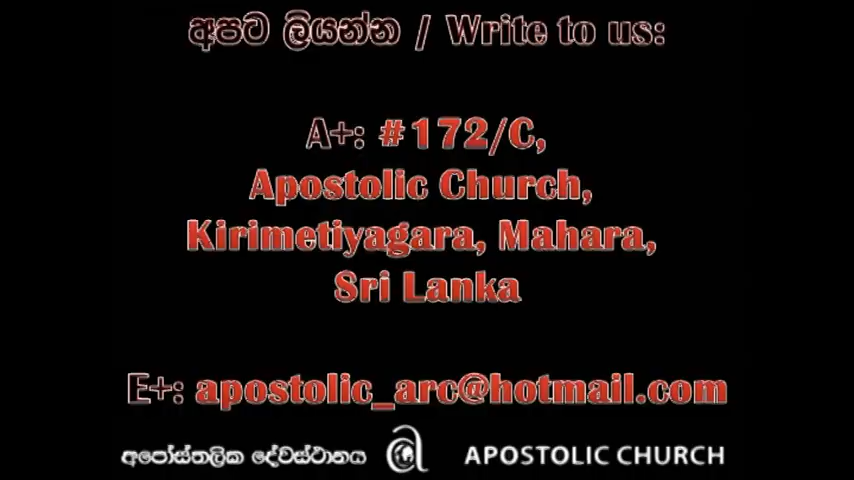 අපට ලියන්න / Write to us:
A+: #172/C,
Apostolic Church,
Kirimetiyagara, Mahara,
Sri Lanka
E+: apostolic_arc@hotmail.com
අපෝස්තලික දේවස්ථානය @ APOSTOLIC CHURCH